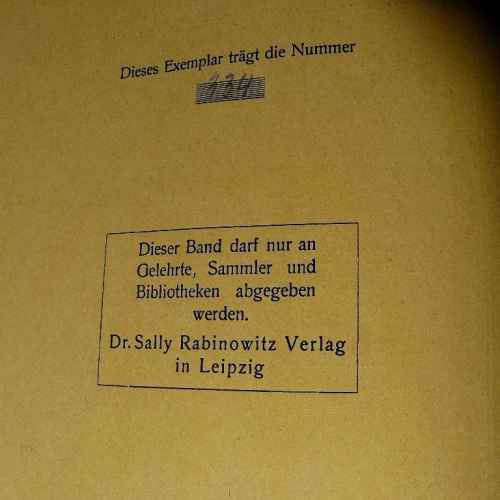 Dieses Exemplar trägt die Nummer
334
Dieser Band darf nur an
Gelehrte, Sammler und
Bibliotheken abgegeben
werden.
Dr. Sally Rabinowitz Verlag
in Leipzig